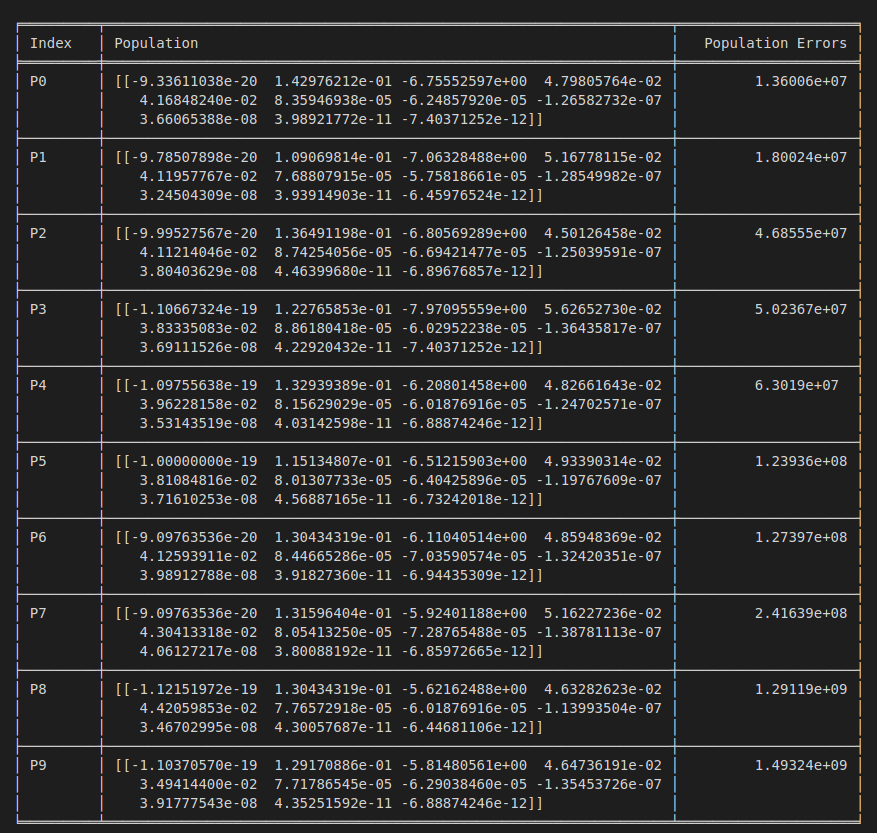 Index Population Population Errors
P0 [[-9.33611038e-20 1.42976212e-01 -6.75552597e+00 4.79805764e-02 1.36006e+07
4.16848240e-02 8.35946938e-05 -6.24857920e-05 -1.26582732e-07
3.66065388e-08 3.98921772e-11 -7.40371252e-12]]
P1 [[-9.78507898e-20 1.09069814e-01 -7.06328488e+00 5.16778115e-02 1.80024e+07
4.11957767e-02 7.68807915e-05 -5.75818661e-05 -1.28549982e-07
3.24504309e-08 3.93914903e-11 -6.45976524e-12]]
P2 [[-9.99527567e-20 1.36491198e-01 -6.80569289e+00 4.50126458e-02 4.68555e+07
4.11214046e-02 8.74254056e-05 -6.69421477e-05 -1.25039591e-07
3.80403629e-08 4.46399680e-11 -6.89676857e-12]]
P3 [[-1.10667324e-19 1.22765853e-01 -7.97095559e+00 5.62652730e-02 5.02367e+07
3.83335083e-02 8.86180418e-05 -6.02952238e-05 -1.36435817e-07
3.69111526e-08 4.22920432e-11 -7.40371252e-12]]
P4 [[-1.09755638e-19 1.32939389e-01 -6.20801458e+00 4.82661643e-02 6.3019e+07
3.96228158e-02 8.15629029e-05 -6.01876916e-05 -1.24702571e-07
3.53143519e-08 4.03142598e-11 -6.88874246e-12]]
P5 [[-1.00000000e-19 1.15134807e-01 -6.51215903e+00 4.93390314e-02 1.23936e+08
3.81084816e-02 8.01307733e-05 -6.40425896e-05 -1.19767609e-07
3.71610253e-08 4.56887165e-11 -6.73242018e-12]]
P6 [[-9.09763536e-20 1.30434319e-01 -6.11040514e+00 4.85948369e-02 1.27397e+08
4.12593911e-02 8.44665286e-05 -7.03590574e-05 -1.32420351e-07
3.98912788e-08 3.91827360e-11 -6.94435309e-12]]
P7 [[-9.09763536e-20 1.31596404e-01 -5.92401188e+00 5.16227236e-02 2.41639e+08
4.30413318e-02 8.05413250e-05 -7.28765488e-05 -1.38781113e-07
4.06127217e-08 3.80088192e-11 -6.85972665e-12]]
P8 [[-1.12151972e-19 1.30434319e-01 -5.62162488e+00 4.63282623e-02 1.29119e+09
4.42059853e-02 7.76572918e-05 -6.01876916e-05 -1.13993504e-07
3.46702995e-08 4.30057687e-11 -6.44681106e-12]]
P9 [[-1.10370570e-19 1.29170886e-01 -5.81480561e+00 4.64736191e-02 1.49324e+09
3.49414400e-02 7.71786545e-05 -6.29038460e-05 -1.35453726e-07
3.91777543e-08 4.35251592e-11 -6.88874246e-12]]